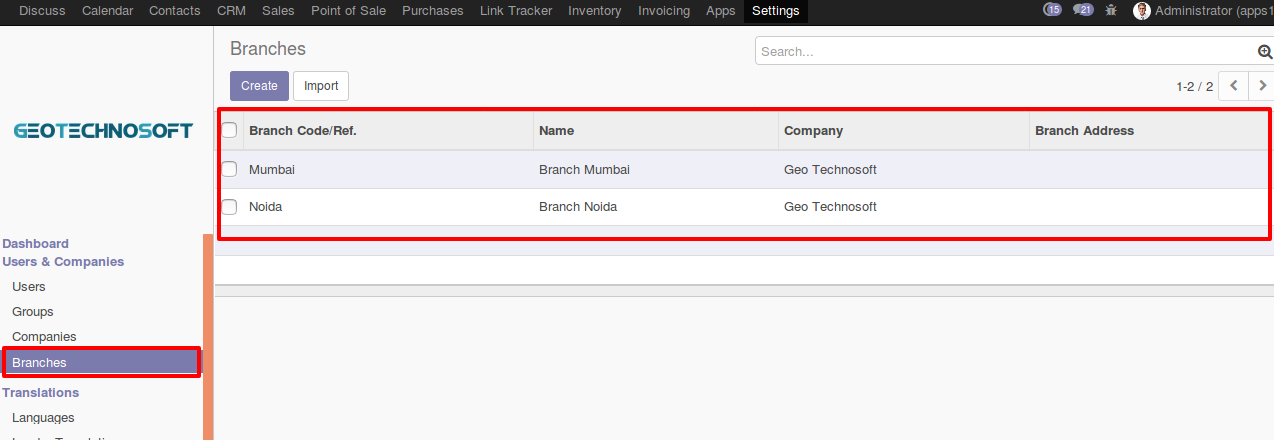 Discuss Calendar Contacts CRM Sales Point of Sale Purchases Link Tracker Inventory Invoicing Apps Settings 15 21 Administrator (apps1
Branches
Search...
Create Import
1-2 / 2
GEOTECHNOSOFT
Branch Code/Ref. Name Company Branch Address
Mumbai Branch Mumbai Geo Technosoft
Noida Branch Noida Geo Technosoft
Dashboard
Users & Companies
Users
Groups
Companies
Branches
Translations
Languages